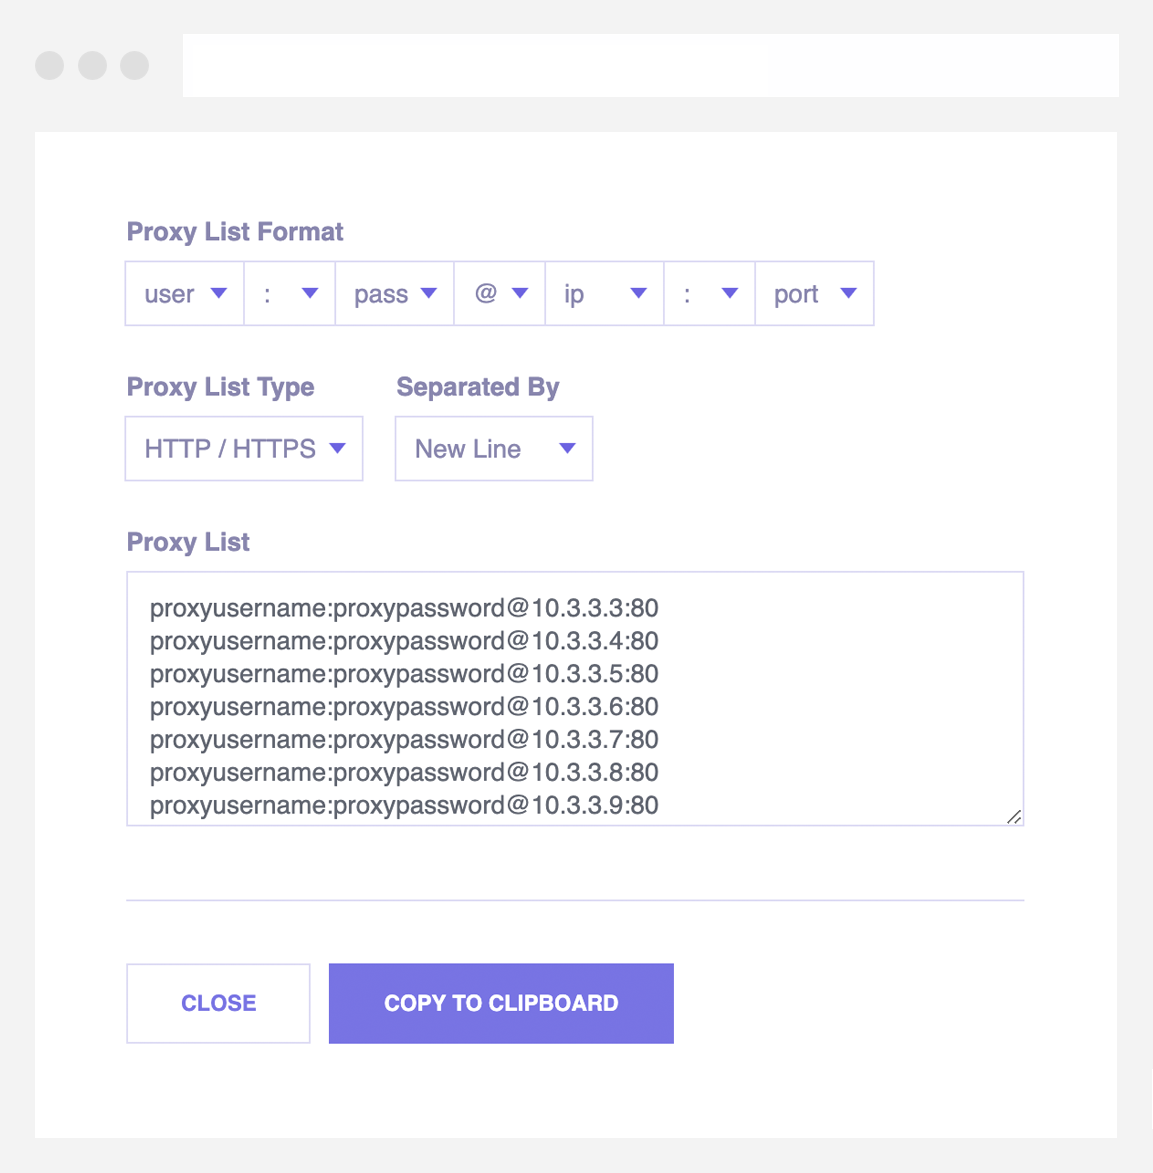 Proxy List Format
user : pass @ ip : port
Proxy List Type Separated By
HTTP / HTTPS New Line
Proxy List
proxyusername:proxypassword@10.3.3.3:80
proxyusername:proxypassword@10.3.3.4:80
proxyusername:proxypassword@10.3.3.5:80
proxyusername:proxypassword@10.3.3.6:80
proxyusername:proxypassword@10.3.3.7:80
proxyusername:proxypassword@10.3.3.8:80
proxyusername:proxypassword@10.3.3.9:80
CLOSE COPY TO CLIPBOARD